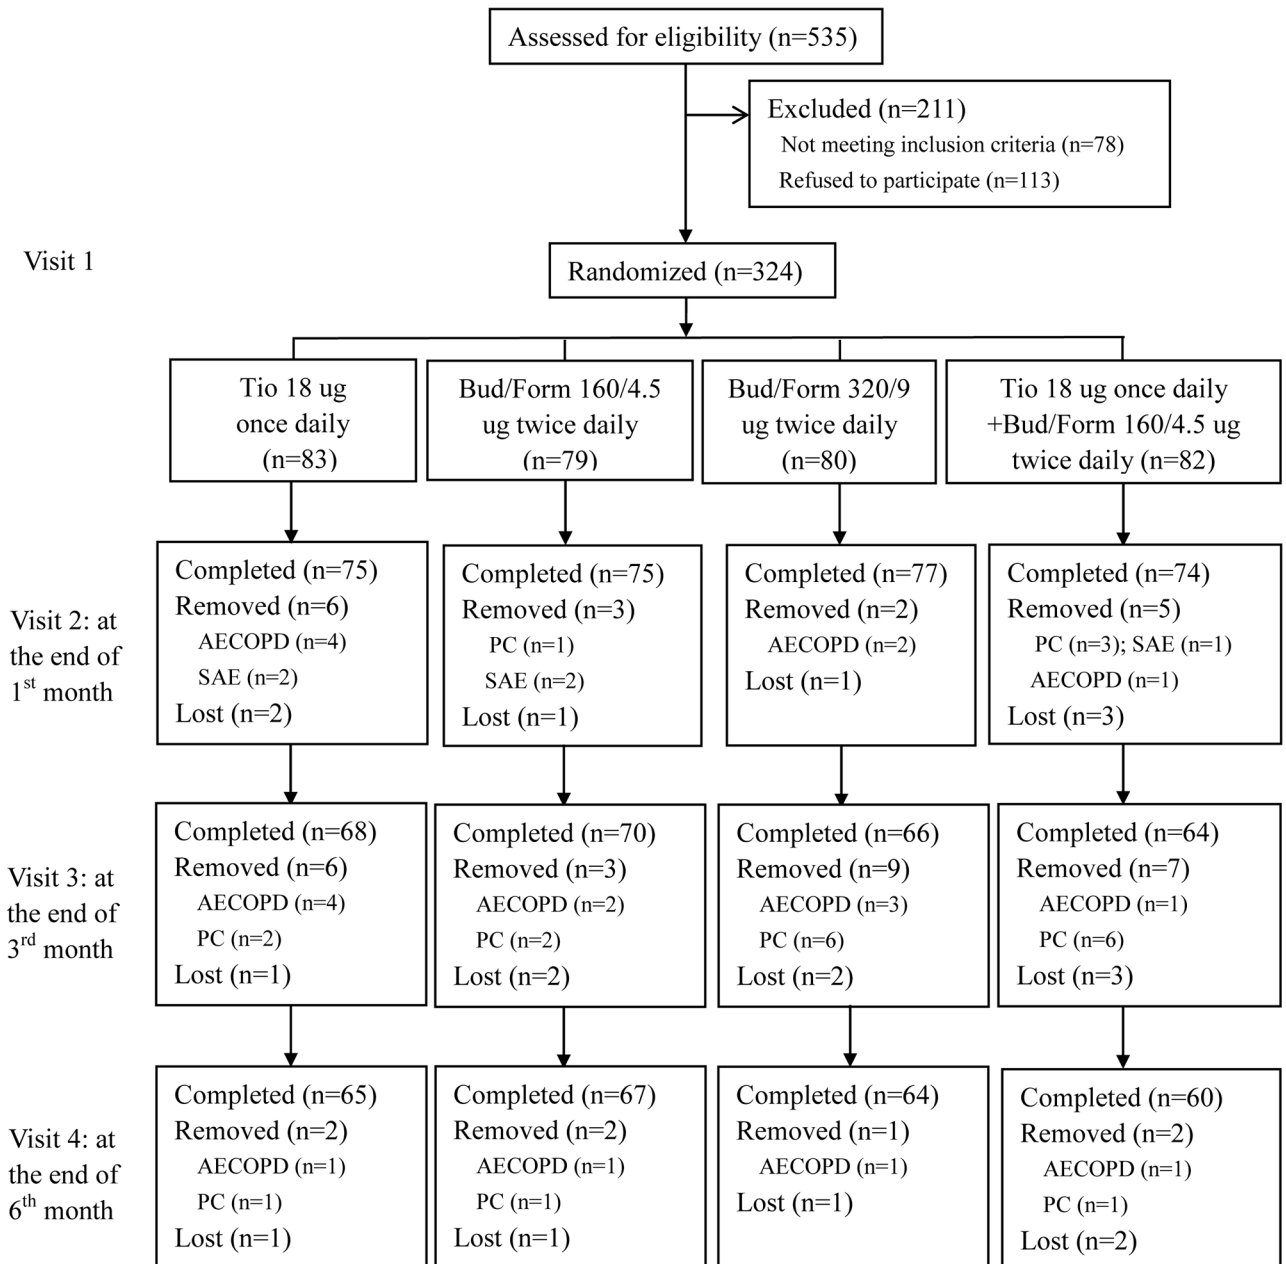 Assessed for eligibility (n=535)
Excluded (n=211)
Not meeting inclusion criteria (n=78)
Refused to participate (n=113)
Visit 1
Randomized (n=324)
Tio 18 ug
once daily
(n=83)
Bud/Form 160/4.5
ug twice daily
(n=79)
Bud/Form 320/9
ug twice daily
(n=80)
Tio 18 ug once daily
+Bud/Form 160/4.5 ug
twice daily (n=82)
Visit 2: at
the end of
1st month
Completed (n=75)
Removed (n=6)
AECOPD (n=4)
SAE (n=2)
Lost (n=2)
Completed (n=75)
Removed (n=3)
PC (n=1)
SAE (n=2)
Lost (n=1)
Completed (n=77)
Removed (n=2)
AECOPD (n=2)
Lost (n=1)
Completed (n=74)
Removed (n=5)
PC (n=3); SAE (n=1)
AECOPD (n=1)
Lost (n=3)
Visit 3: at
the end of
3rd month
Completed (n=68)
Removed (n=6)
AECOPD (n=4)
PC (n=2)
Lost (n=1)
Completed (n=70)
Removed (n=3)
AECOPD (n=2)
PC (n=2)
Lost (n=2)
Completed (n=66)
Removed (n=9)
AECOPD (n=3)
PC (n=6)
Lost (n=2)
Completed (n=64)
Removed (n=7)
AECOPD (n=1)
PC (n=6)
Lost (n=3)
Visit 4: at
the end of
6th month
Completed (n=65)
Removed (n=2)
AECOPD (n=1)
PC (n=1)
Lost (n=1)
Completed (n=67)
Removed (n=2)
AECOPD (n=1)
PC (n=1)
Lost (n=1)
Completed (n=64)
Removed (n=1)
AECOPD (n=1)
Lost (n=1)
Completed (n=60)
Removed (n=2)
AECOPD (n=1)
PC (n=1)
Lost (n=2)